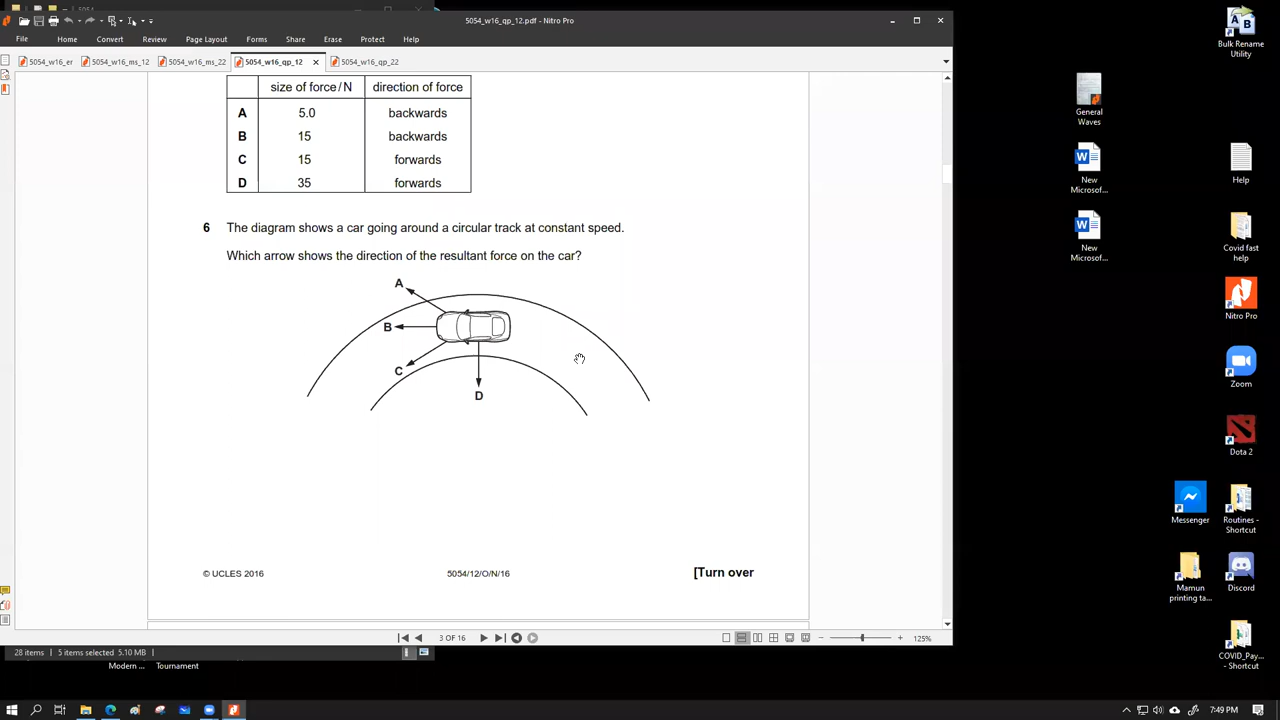 5054_w16_qp_12.pdf - Nitro Pro
File Home Convert Review Page Layout Forms Share Erase Protect Help
5054_w16_er 5054_w16_ms_12 5054_w16_ms_22 5054_w16_qp_12 5054_w16_qp_22
size of force/N direction of force
A 5.0 backwards
B 15 backwards
C 15 forwards
D 35 forwards
6 The diagram shows a car going around a circular track at constant speed.
Which arrow shows the direction of the resultant force on the car?
A
B
C
D
© UCLES 2016 5054/12/O/N/16 [Turn over
3 OF 16 125%
28 items 5 items selected 5.10 MB
Modern ... Tournament
Bulk Rename
Utility
General
Waves
New
Microsof...
Help
New
Microsof...
Covid fast
help
Nitro Pro
Zoom
Dota 2
Messenger
Routines -
Shortcut
Mamun
printing ta...
Discord
COVID_Pay...
- Shortcut
7:49 PM